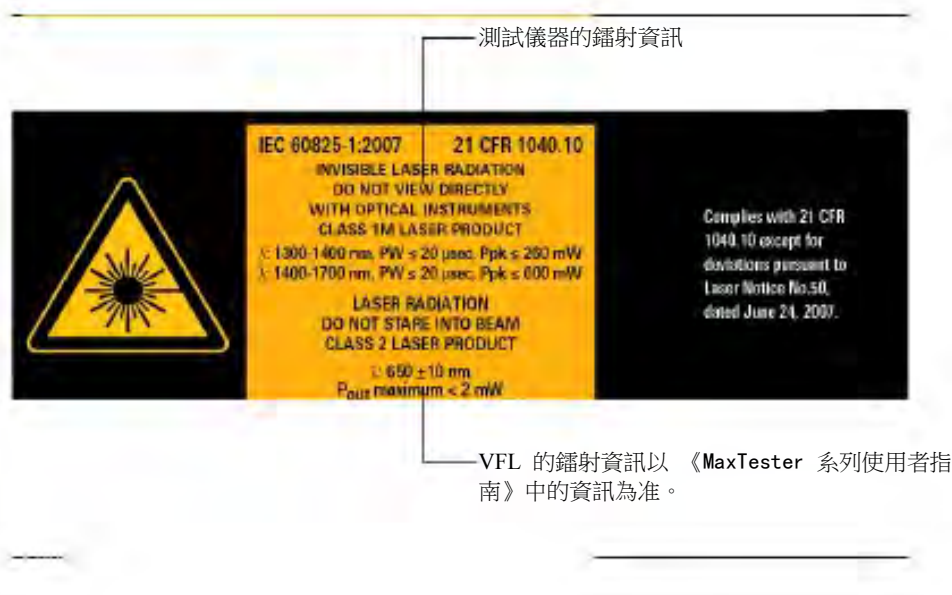 測試儀器的鐳射資訊
IEC 60825-1:2007 21 CFR 1040.10
INVISIBLE LASER RADIATION
DO NOT VIEW DIRECTLY
WITH OPTICAL INSTRUMENTS
CLASS 1M LASER PRODUCT
λ: 1300-1400 nm, PW ≤ 20 µsec, Ppk ≤ 260 mW
λ: 1400-1700 nm, PW ≤ 20 µsec, Ppk ≤ 600 mW
LASER RADIATION
DO NOT STARE INTO BEAM
CLASS 2 LASER PRODUCT
λ: 650 ±10 nm
Pout maximum < 2 mW
Complies with 21 CFR
1040.10 except for
deviations pursuant to
Laser Notice No.50,
dated June 24, 2007.
VFL 的鐳射資訊以 《MaxTester 系列使用者指
南》中的資訊為准。